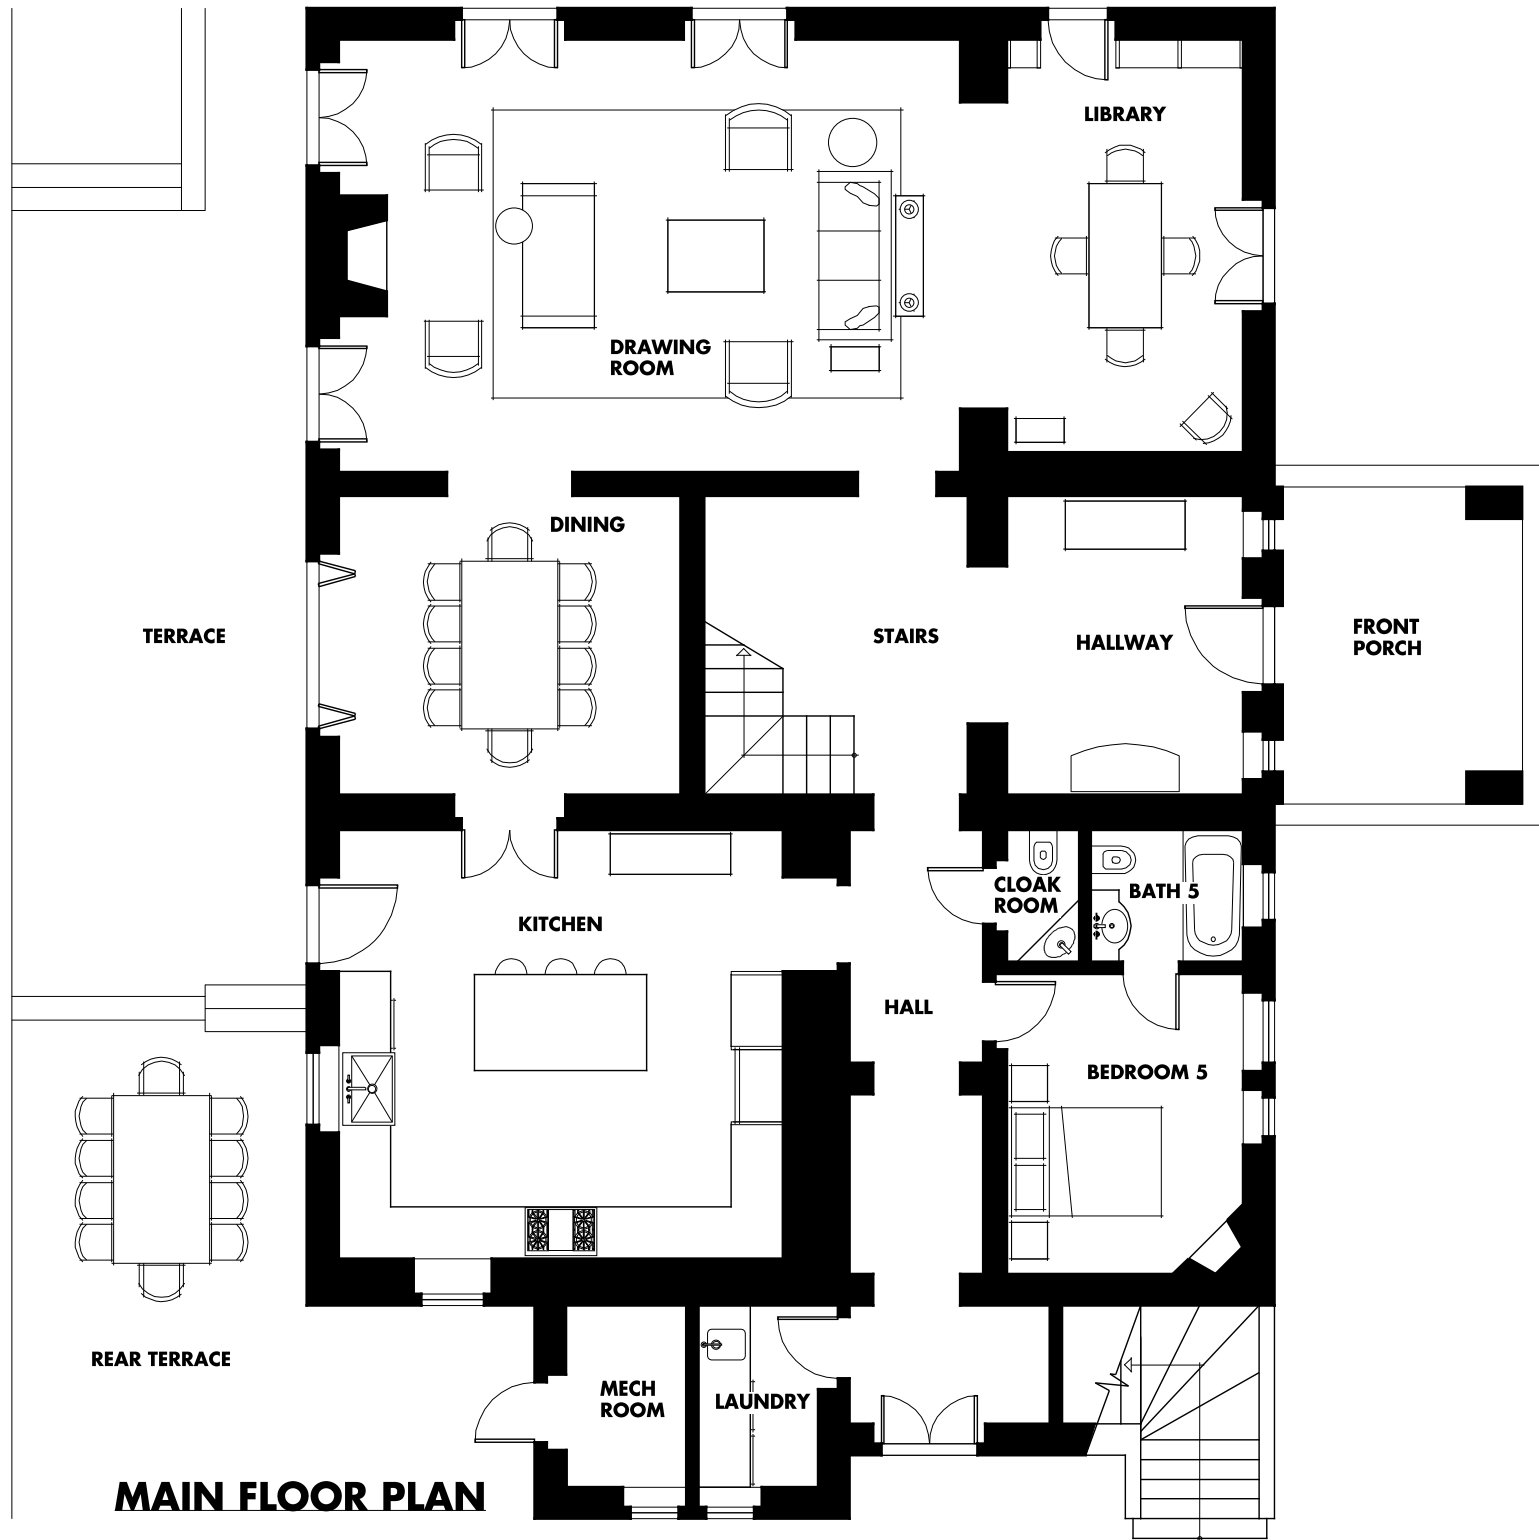 LIBRARY
DRAWING
ROOM
DINING
TERRACE
STAIRS
HALLWAY
FRONT
PORCH
CLOAK
ROOM
BATH 5
KITCHEN
HALL
BEDROOM 5
REAR TERRACE
MECH
ROOM
LAUNDRY
MAIN FLOOR PLAN